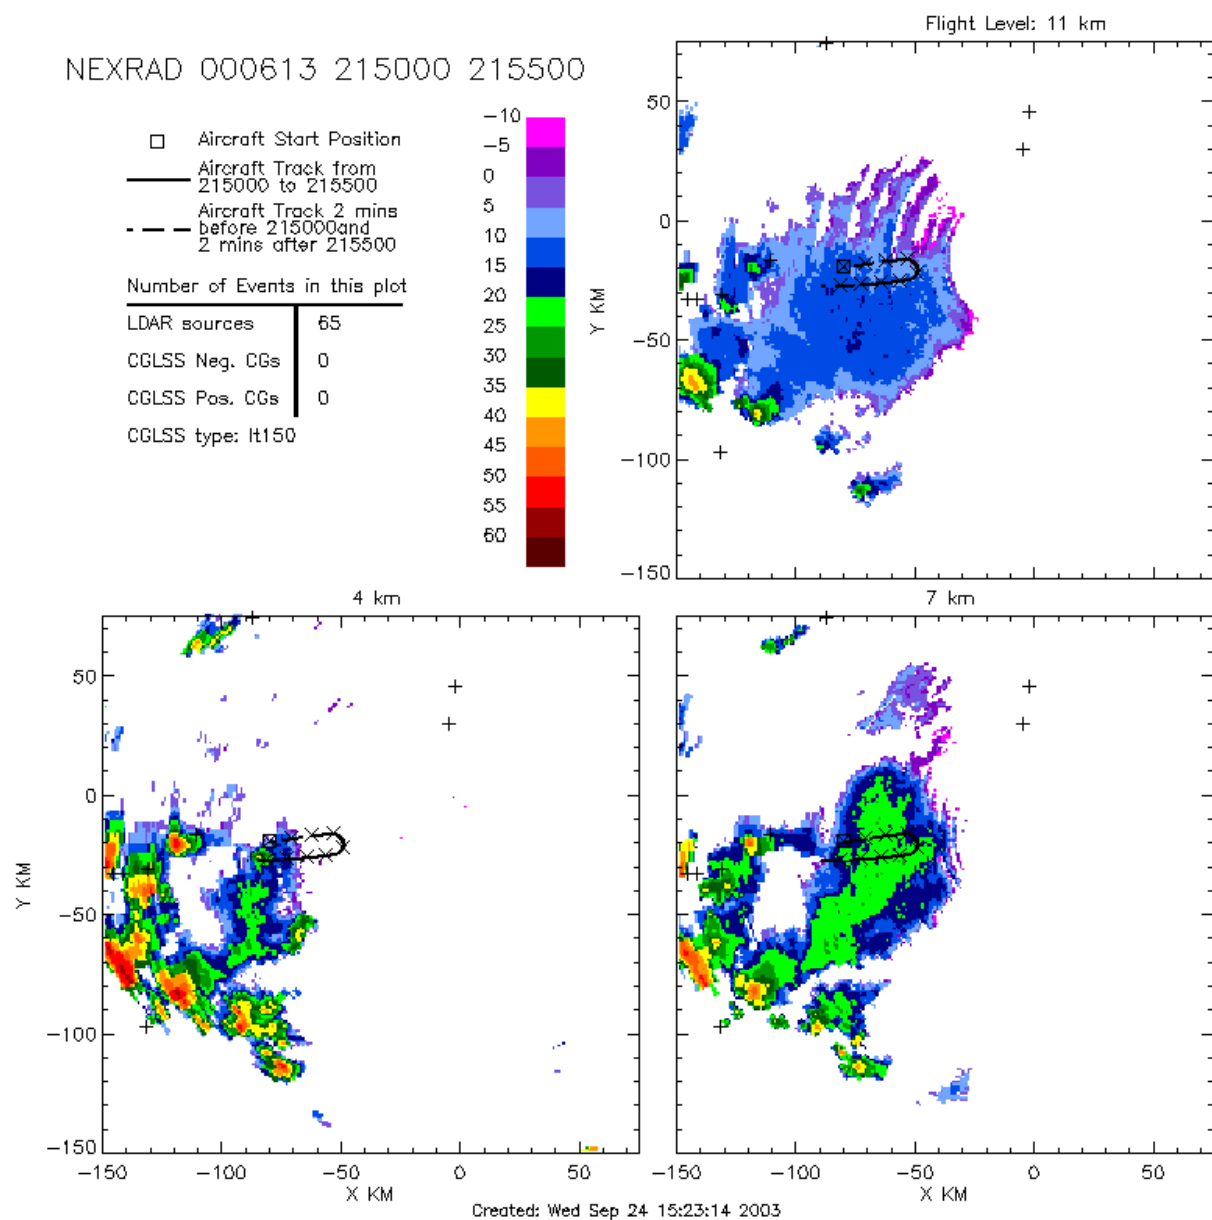 Flight Level: 11 km
NEXRAD 000613 215000 215500
Aircraft Start Position
Aircraft Track from
215000 to 215500
Aircraft Track 2 mins
before 215000and
2 mins after 215500
Number of Events in this plot
LDAR sources 65
CGLSS Neg. CGs 0
CGLSS Pos. CGs 0
CGLSS type: lt150
-10
-5
0
5
10
15
20
25
30
35
40
45
50
55
60
50
0
-50
-100
-150
Y KM
4 km
7 km
50
0
-50
-100
-150
Y KM
-150 -100 -50 0 50
X KM
-150 -100 -50 0 50
X KM
Created: Wed Sep 24 15:23:14 2003